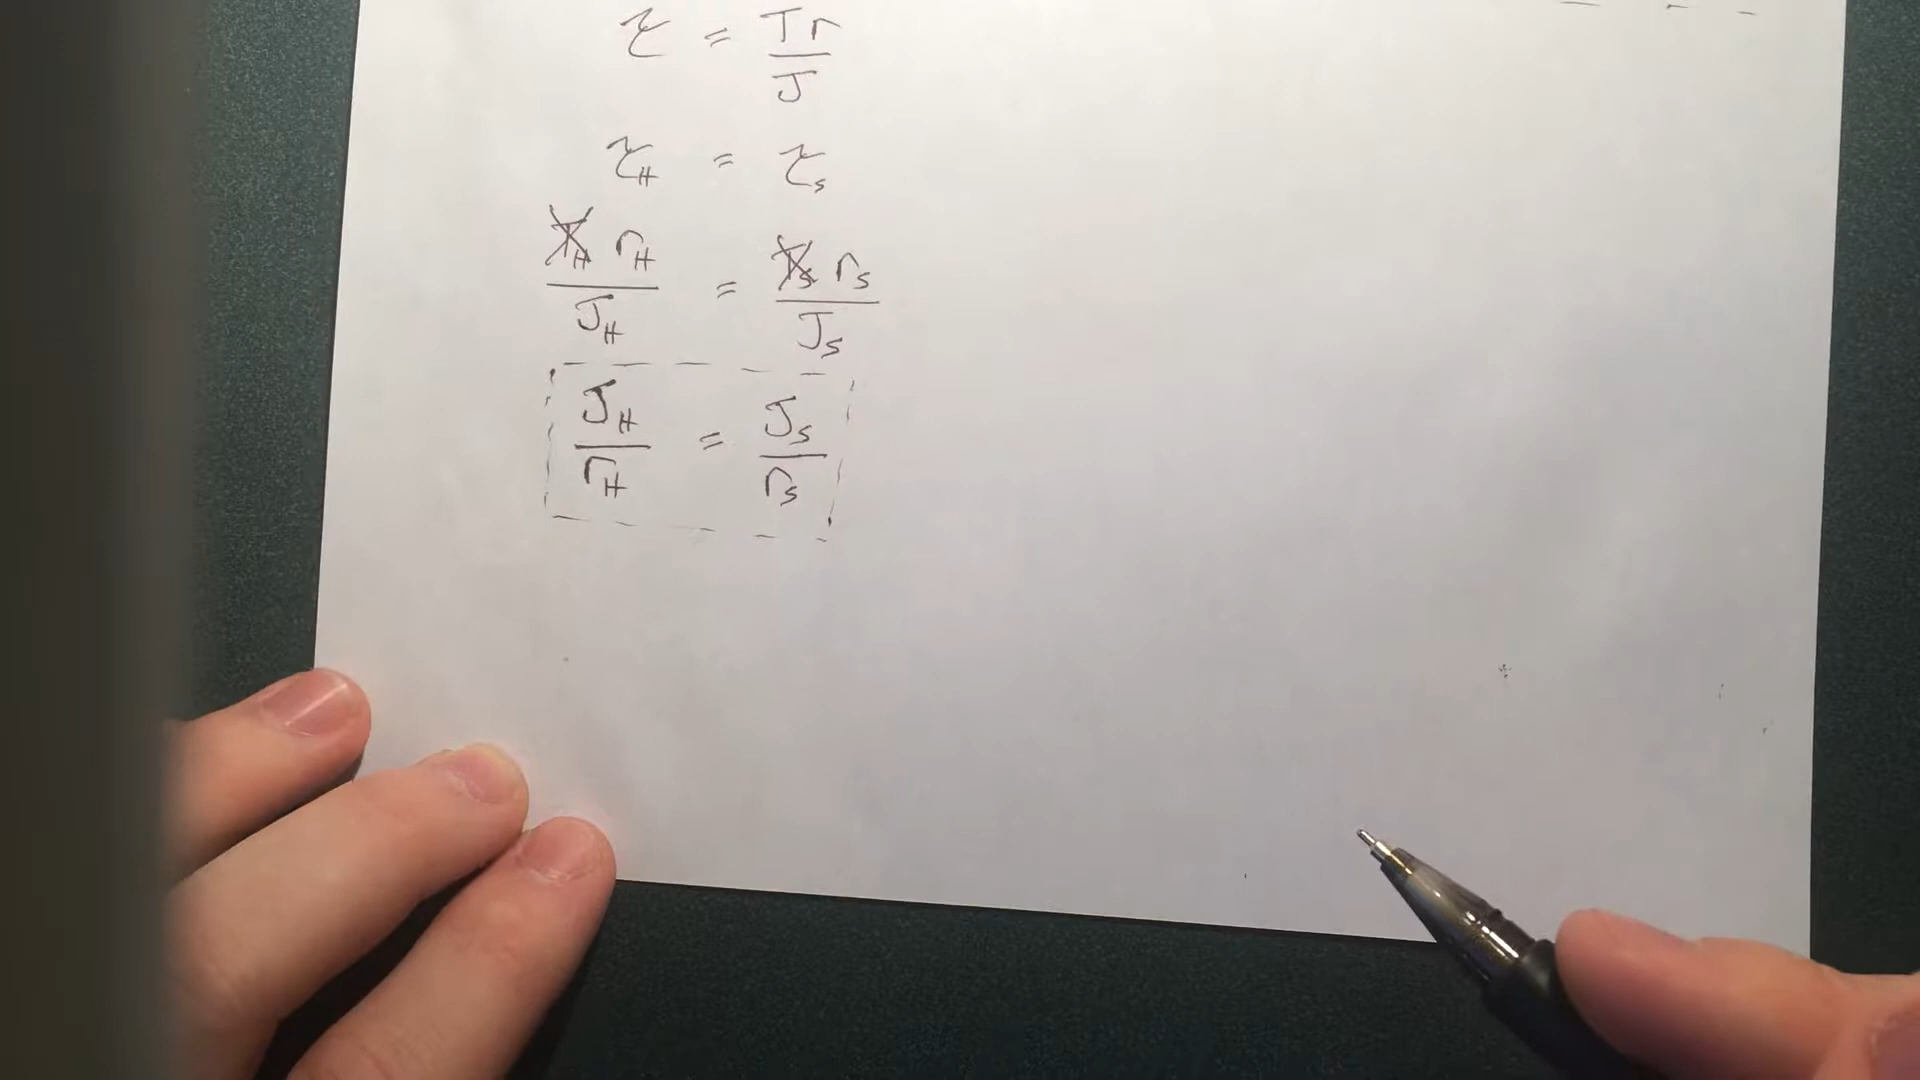 τ = Tr/J
τ_H = τ_s
T_H r_H / J_H = T_s r_s / J_s
J_H / r_H = J_s / r_s